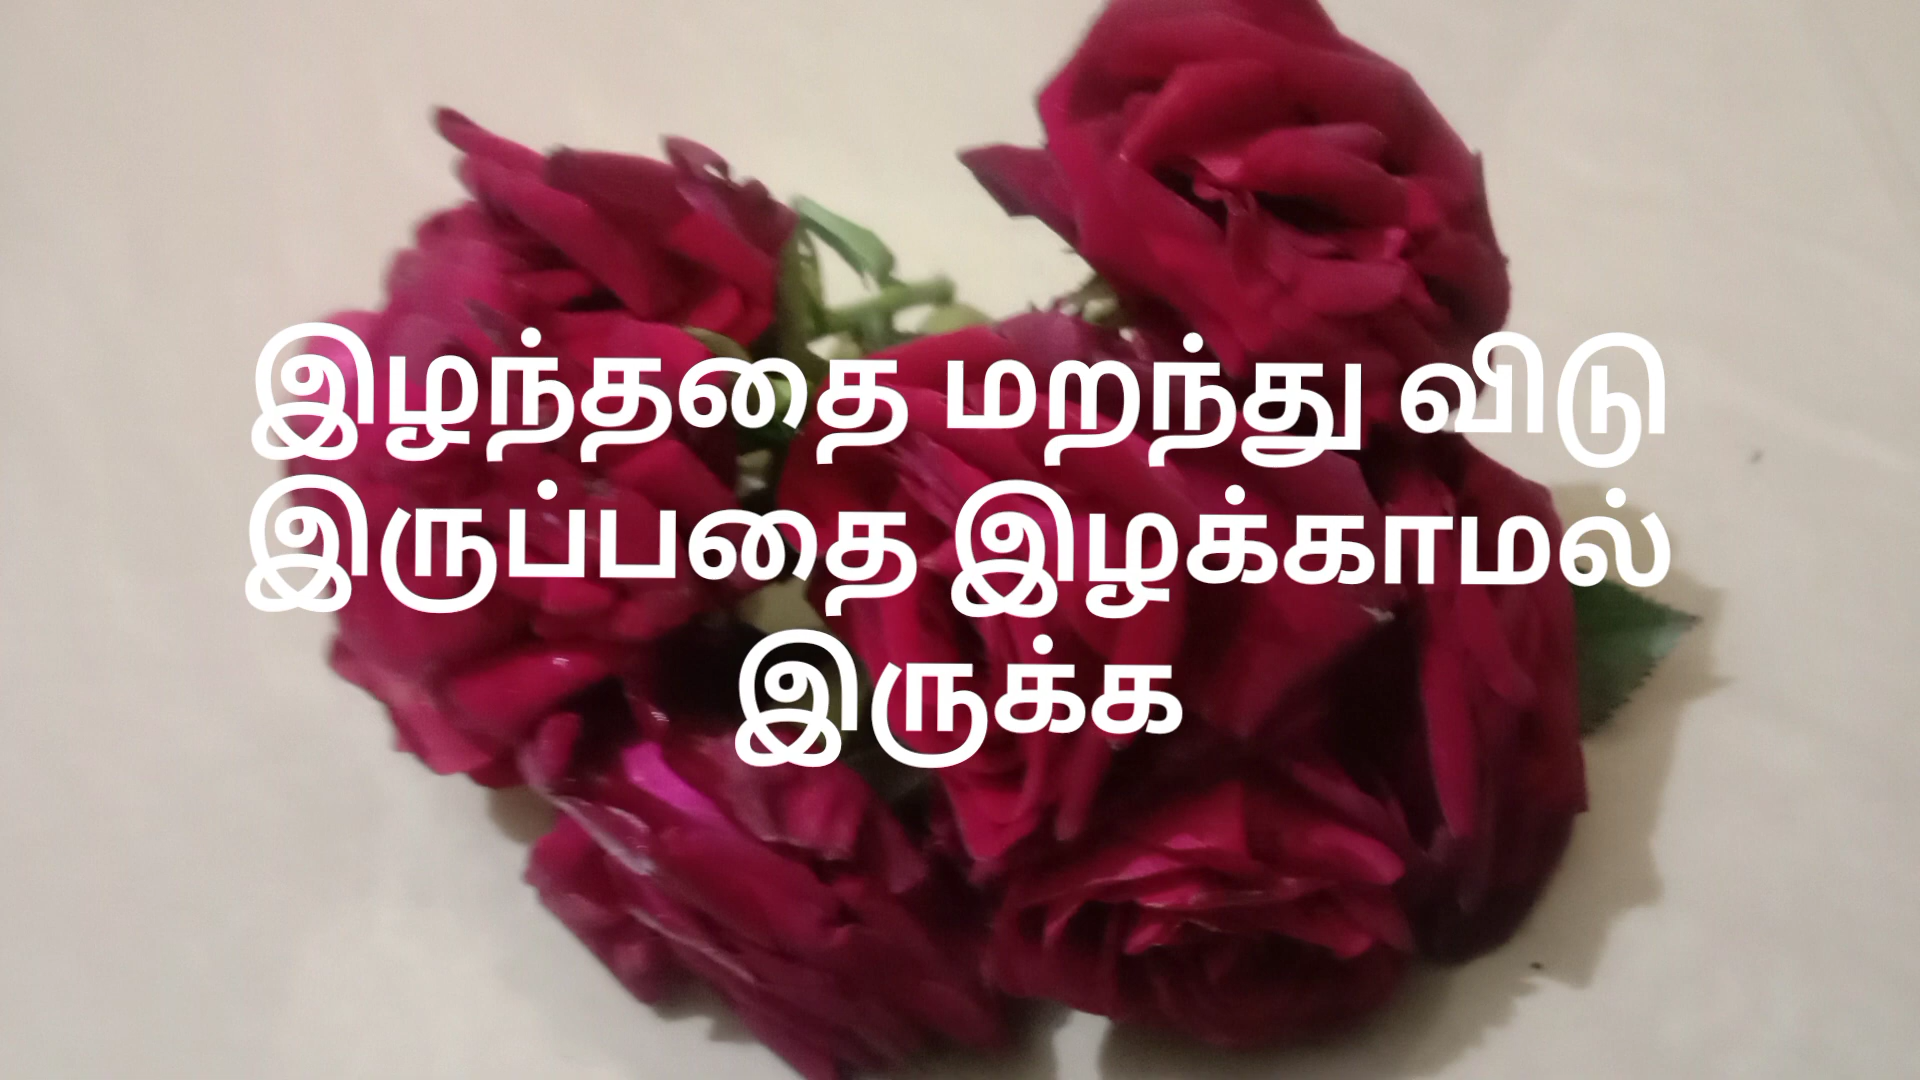 இழந்ததை மறந்து விடு
இருப்பதை இழக்காமல்
இருக்க